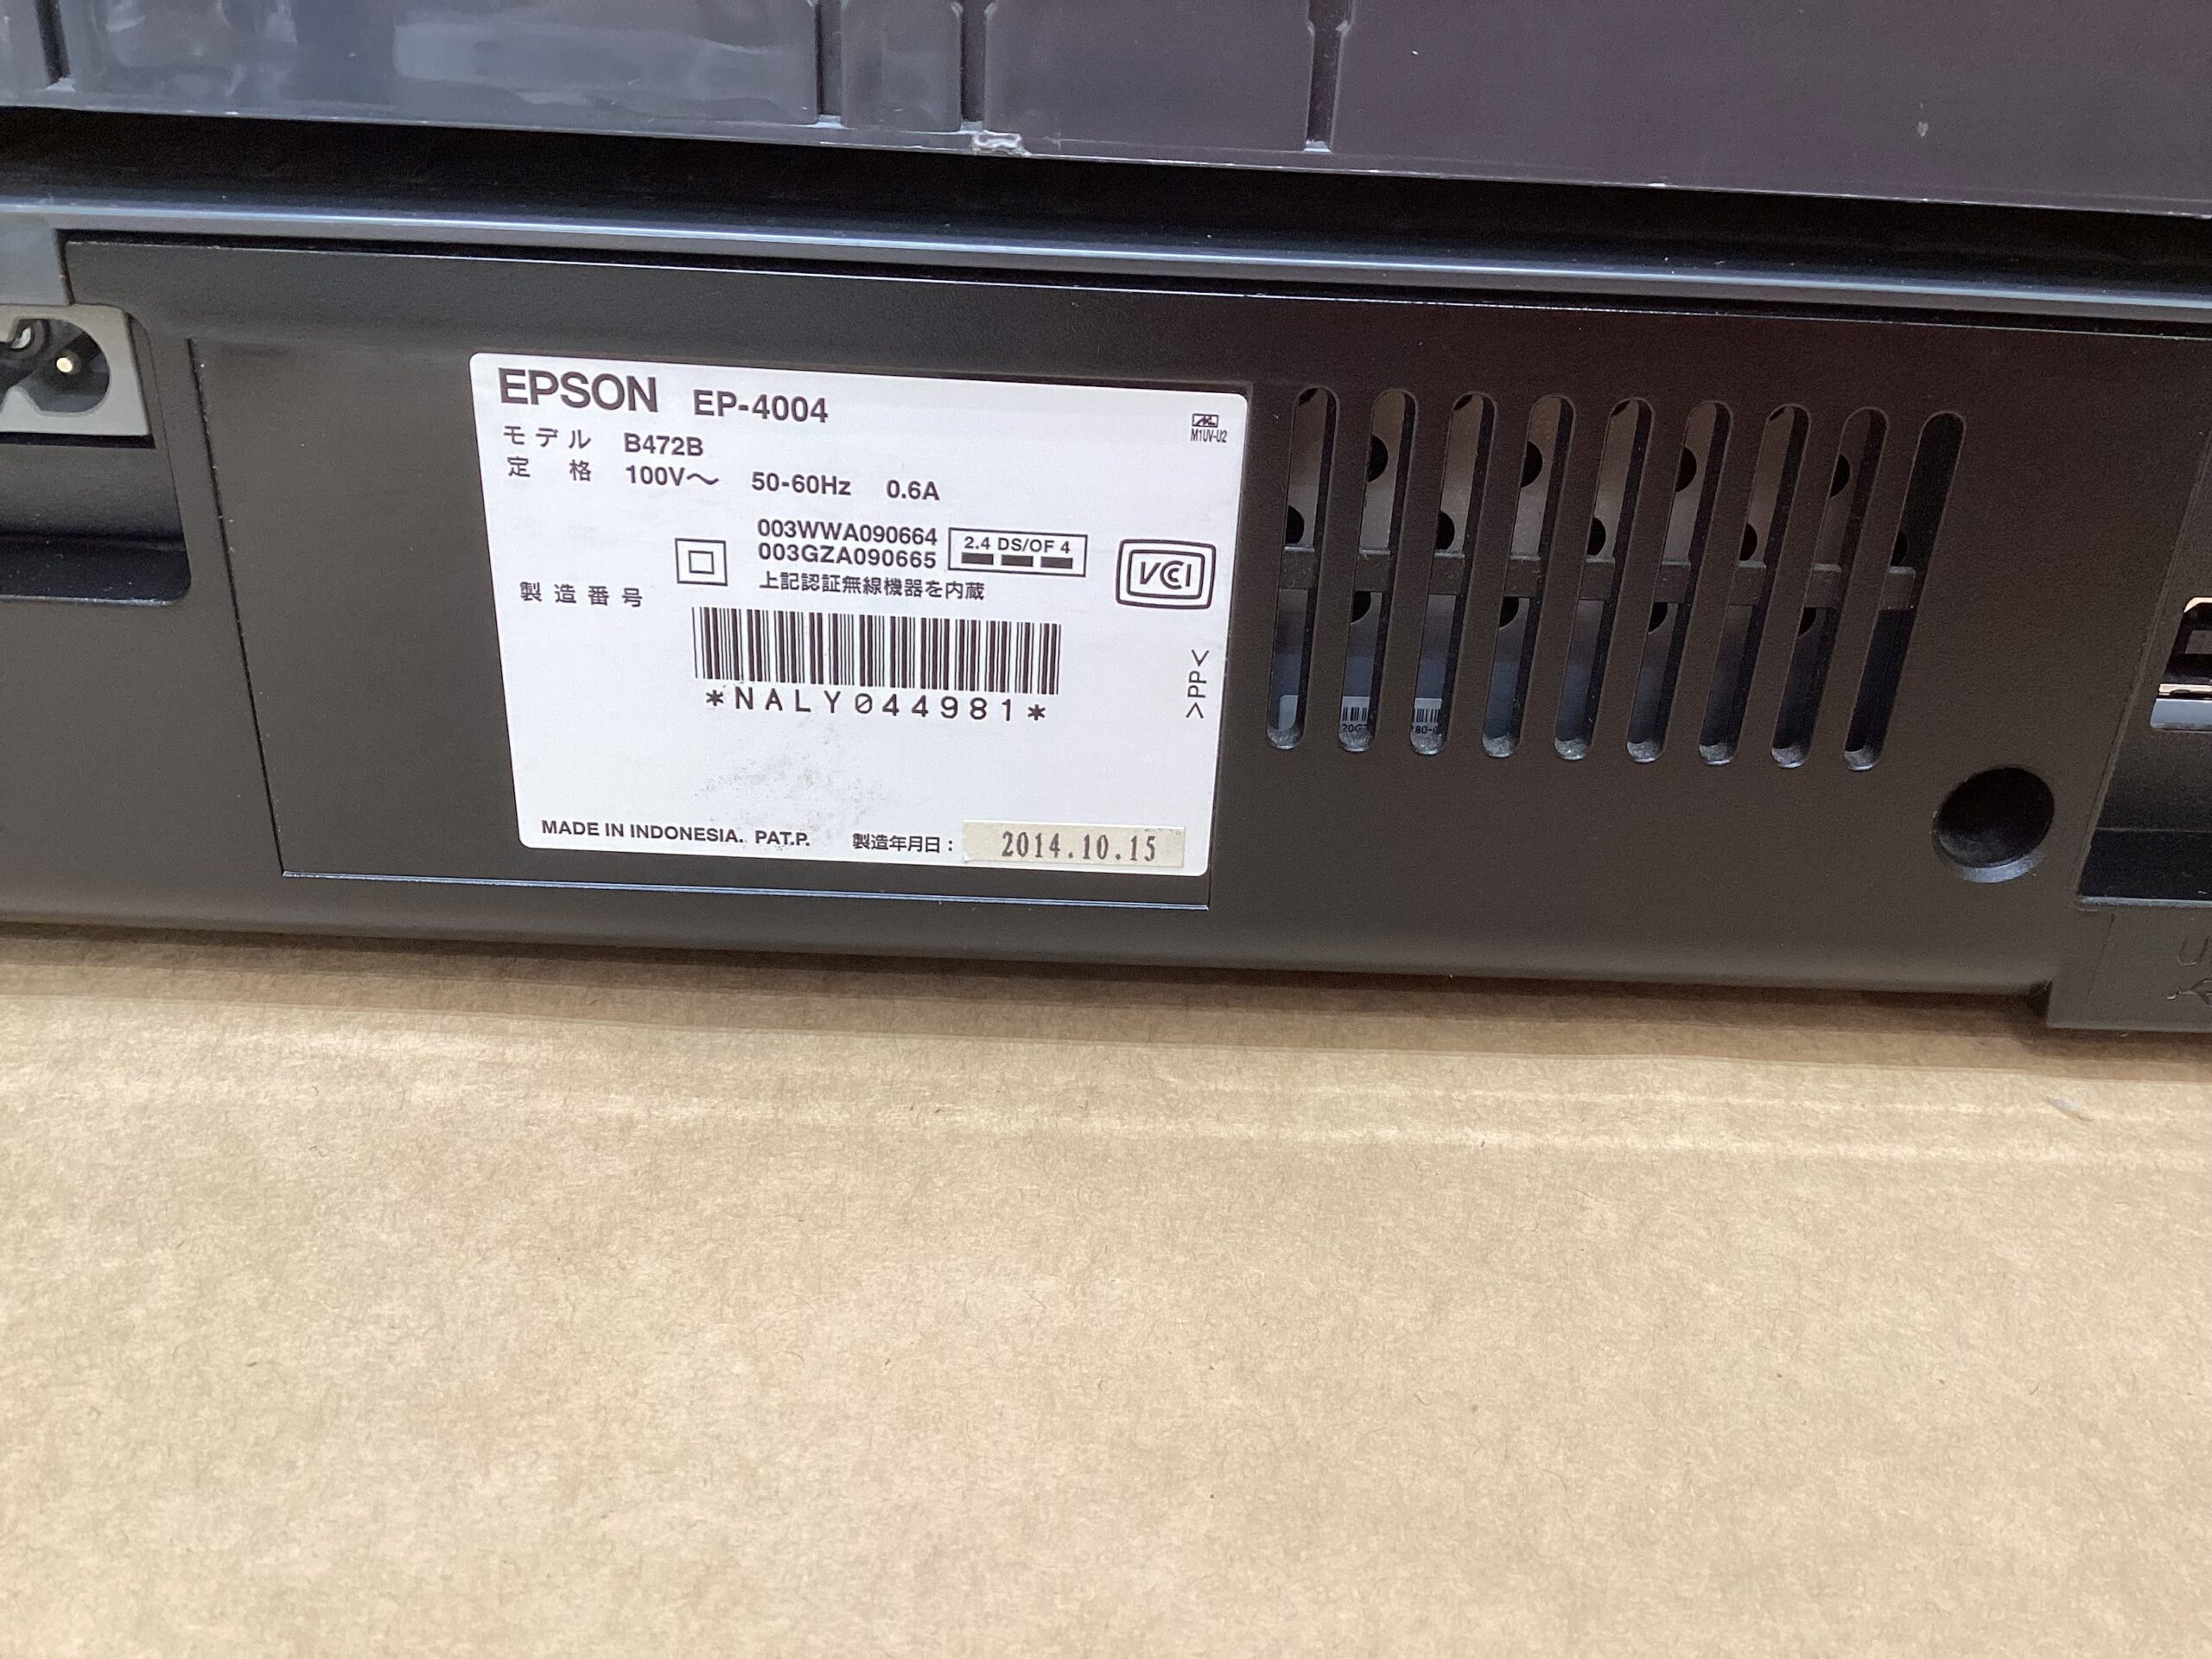 EPSON EP-4004
M1UV-U2
モデル B472B
定格 100V～ 50-60Hz 0.6A
003WWA090664
003GZA090665
2.4 DS/OF 4
上記認証無線機器を内蔵
VCCI
製造番号
*NALY044981*
>PP<
MADE IN INDONESIA. PAT.P. 製造年月日： 2014.10.15